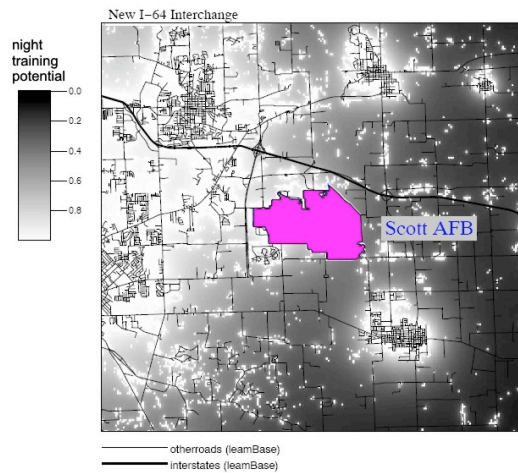 New I-64 Interchange
night
training
potential
0.0
0.2
0.4
0.6
0.8
Scott AFB
otherroads (leamBase)
interstates (leamBase)